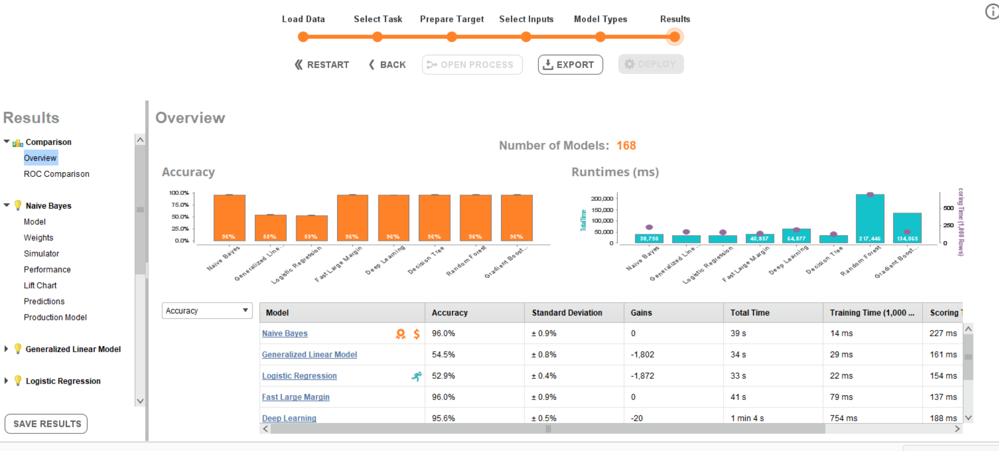 Load Data Select Task Prepare Target Select Inputs Model Types Results
RESTART BACK OPEN PROCESS EXPORT DEPLOY
Results
Comparison
Overview
ROC Comparison
Naive Bayes
Model
Weights
Simulator
Performance
Lift Chart
Predictions
Production Model
Generalized Linear Model
Logistic Regression
SAVE RESULTS
Overview
Number of Models: 168
Accuracy
100.0%
75.0%
50.0%
25.0%
0.0%
96% 55% 53% 96% 96% 96% 96% 96%
Naive Bayes
Generalized Line...
Logistic Regression
Fast Large Margin
Deep Learning
Decision Tree
Random Forest
Gradient Boost...
Runtimes (ms)
Total Time
200,000
150,000
100,000
50,000
0
38,750 40,857 64,877 217,446 134,065
500
250
0
coring Time (1,000 Rows)
Naive Bayes
Generalized Line...
Logistic Regression
Fast Large Margin
Deep Learning
Decision Tree
Random Forest
Gradient Boost...
Accuracy
Model Accuracy Standard Deviation Gains Total Time Training Time (1,000 ... Scoring
Naive Bayes $ 96.0% ± 0.9% 0 39 s 14 ms 227 ms
Generalized Linear Model 54.5% ± 0.8% -1,802 34 s 29 ms 161 ms
Logistic Regression 52.9% ± 0.4% -1,872 33 s 22 ms 154 ms
Fast Large Margin 96.0% ± 0.9% 0 41 s 79 ms 137 ms
Deep Learning 95.6% ± 0.5% -20 1 min 4 s 754 ms 188 ms